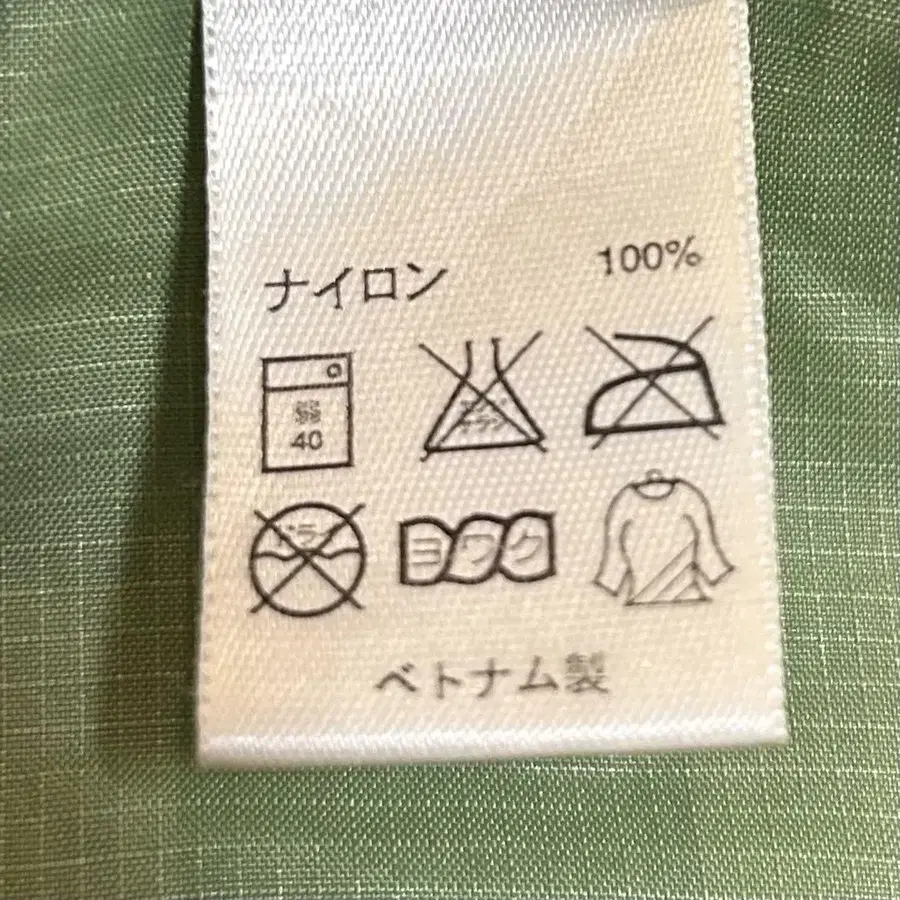 ナイロン 100%
弱
40
エンソ
サラシ
ドライ
ヨワク
ベトナム製